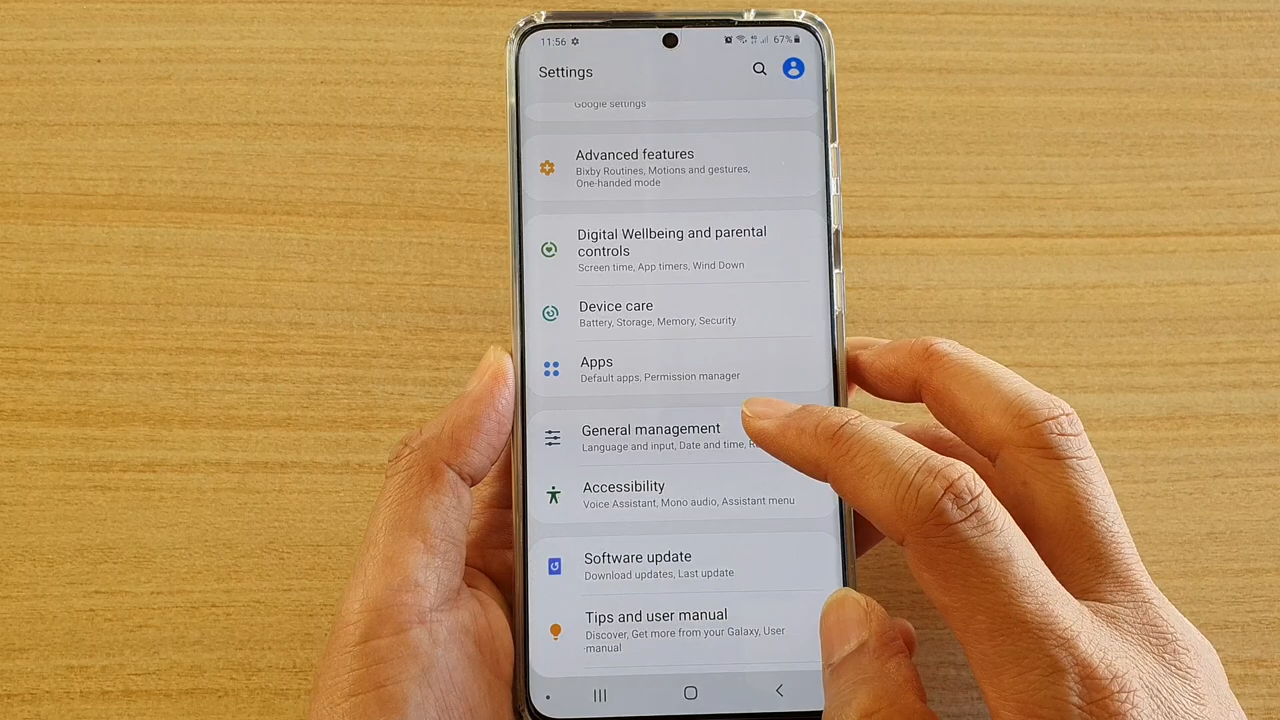 11:56
67%
Settings
Google settings
Advanced features
Bixby Routines, Motions and gestures,
One-handed mode
Digital Wellbeing and parental
controls
Screen time, App timers, Wind Down
Device care
Battery, Storage, Memory, Security
Apps
Default apps, Permission manager
General management
Language and input, Date and time,
Accessibility
Voice Assistant, Mono audio, Assistant menu
Software update
Download updates, Last update
Tips and user manual
Discover, Get more from your Galaxy, User
manual